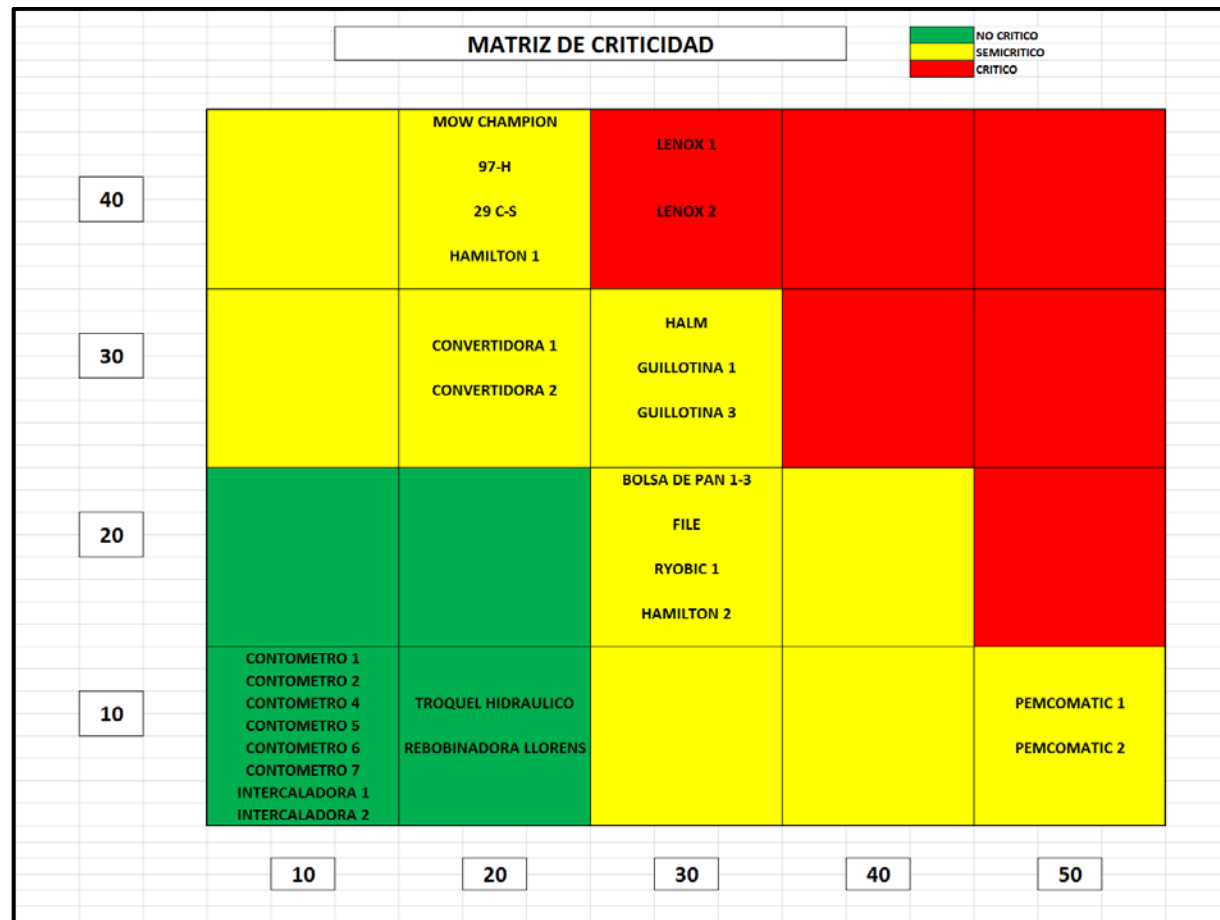 MATRIZ DE CRITICIDAD
NO CRITICO
SEMICRITICO
CRITICO
40
MOW CHAMPION
97-H
29 C-S
HAMILTON 1
LENOX 1
LENOX 2
30
CONVERTIDORA 1
CONVERTIDORA 2
HALM
GUILLOTINA 1
GUILLOTINA 3
20
BOLSA DE PAN 1-3
FILE
RYOBIC 1
HAMILTON 2
10
CONTOMETRO 1
CONTOMETRO 2
CONTOMETRO 4
CONTOMETRO 5
CONTOMETRO 6
CONTOMETRO 7
INTERCALADORA 1
INTERCALADORA 2
TROQUEL HIDRAULICO
REBOBINADORA LLORENS
PEMCOMATIC 1
PEMCOMATIC 2
10
20
30
40
50